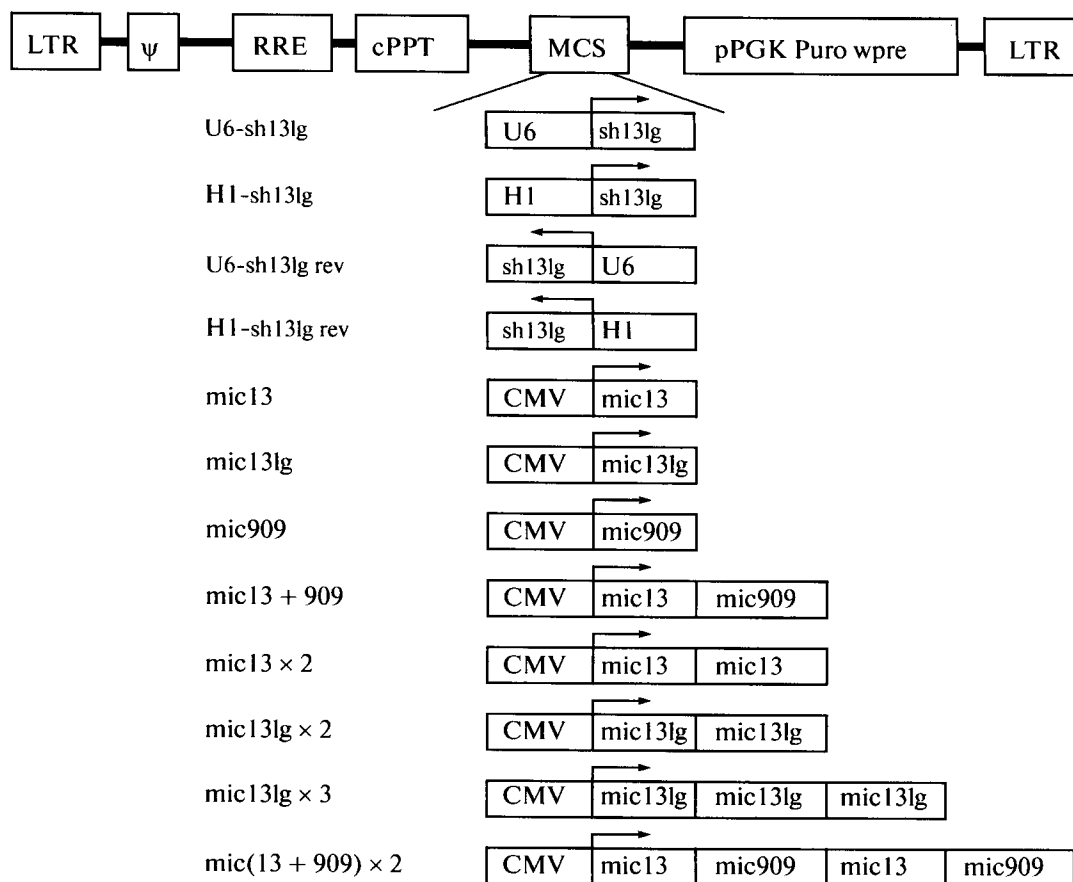 LTR ψ RRE cPPT MCS pPGK Puro wpre LTR
U6-sh13lg U6 sh13lg
H1-sh13lg H1 sh13lg
U6-sh13lg rev sh13lg U6
H1-sh13lg rev sh13lg H1
mic13 CMV mic13
mic13lg CMV mic13lg
mic909 CMV mic909
mic13 + 909 CMV mic13 mic909
mic13 × 2 CMV mic13 mic13
mic13lg × 2 CMV mic13lg mic13lg
mic13lg × 3 CMV mic13lg mic13lg mic13lg
mic(13 + 909) × 2 CMV mic13 mic909 mic13 mic909